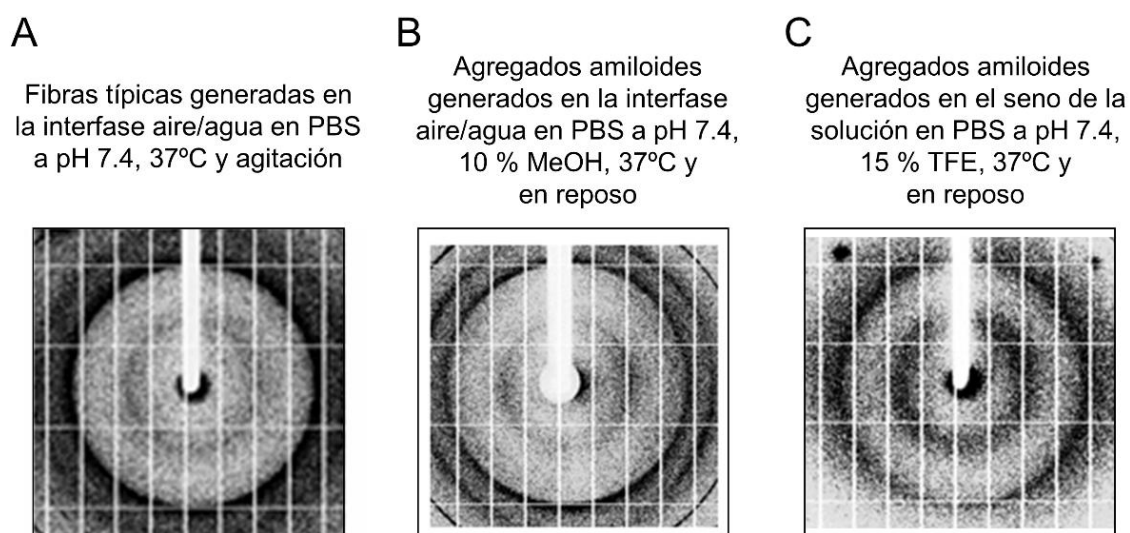 A
Fibras típicas generadas en
la interfase aire/agua en PBS
a pH 7.4, 37ºC y agitación
B
Agregados amiloides
generados en la interfase
aire/agua en PBS a pH 7.4,
10 % MeOH, 37ºC y
en reposo
C
Agregados amiloides
generados en el seno de la
solución en PBS a pH 7.4,
15 % TFE, 37ºC y
en reposo